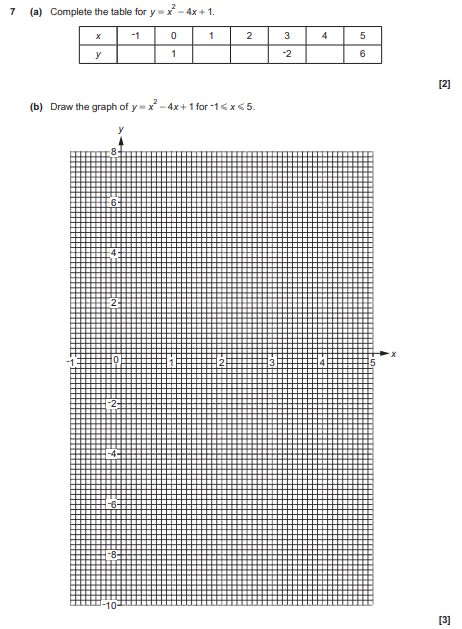 7 (a) Complete the table for y = x² – 4x + 1.
x ⁻1 0 1 2 3 4 5
y 1 ⁻2 6
[2]
(b) Draw the graph of y = x² – 4x + 1 for ⁻1 ⩽ x ⩽ 5.
y
8
6
4
2
x
⁻1 0 1 2 3 4 5
⁻2
⁻4
⁻6
⁻8
⁻10
[3]